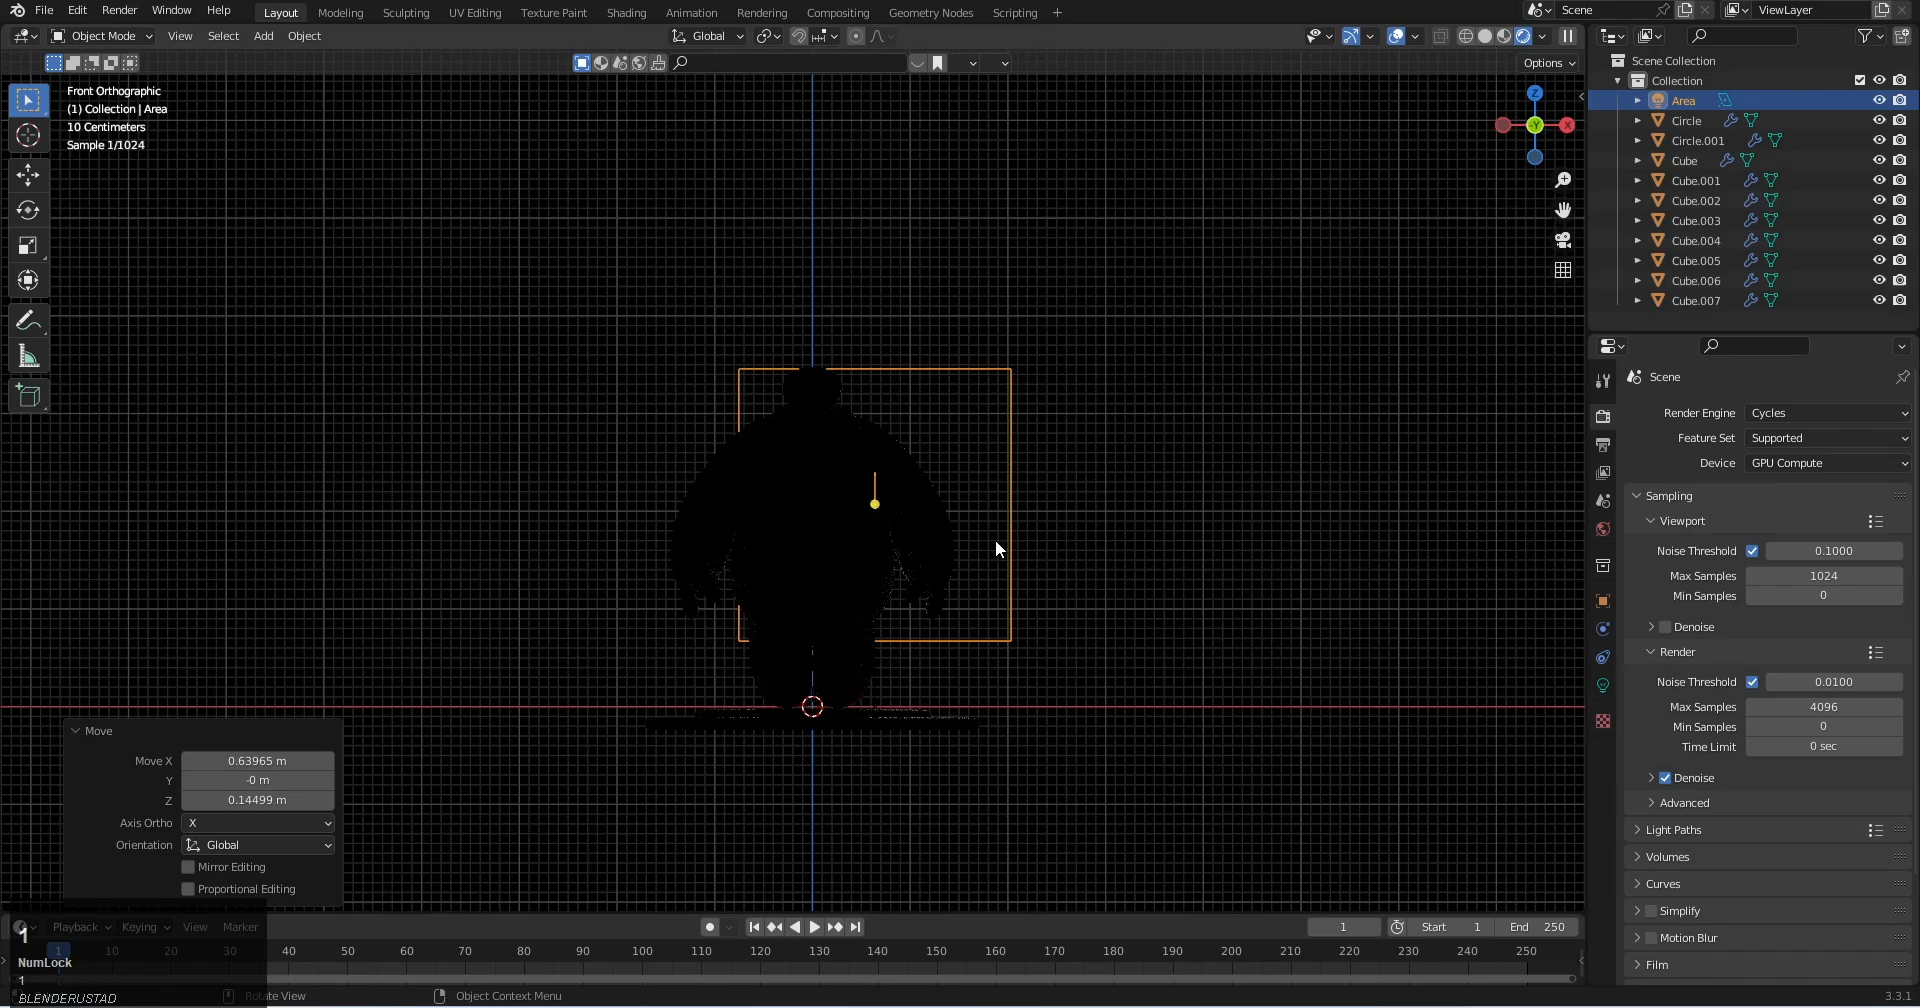 File Edit Render Window Help Layout Modeling Sculpting UV Editing Texture Paint Shading Animation Rendering Compositing Geometry Nodes Scripting + Scene ViewLayer
Object Mode View Select Add Object Global
Options
Front Orthographic
(1) Collection | Area
10 Centimeters
Sample 1/1024
Z
-Y
X
Scene Collection
Collection
Area
Circle
Circle.001
Cube
Cube.001
Cube.002
Cube.003
Cube.004
Cube.005
Cube.006
Cube.007
Scene
Render Engine Cycles
Feature Set Supported
Device GPU Compute
Sampling
Viewport
Noise Threshold 0.1000
Max Samples 1024
Min Samples 0
Denoise
Render
Noise Threshold 0.0100
Max Samples 4096
Min Samples 0
Time Limit 0 sec
Denoise
Advanced
Light Paths
Volumes
Curves
Simplify
Motion Blur
Film
Move
Move X 0.63965 m
Y -0 m
Z 0.14499 m
Axis Ortho X
Orientation Global
Mirror Editing
Proportional Editing
Playback Keying View Marker 1 Start 1 End 250
1
1 10 20 30 40 50 60 70 80 90 100 110 120 130 140 150 160 170 180 190 200 210 220 230 240 250
NumLock
1
BLENDERUSTAD
Rotate View Object Context Menu 3.3.1